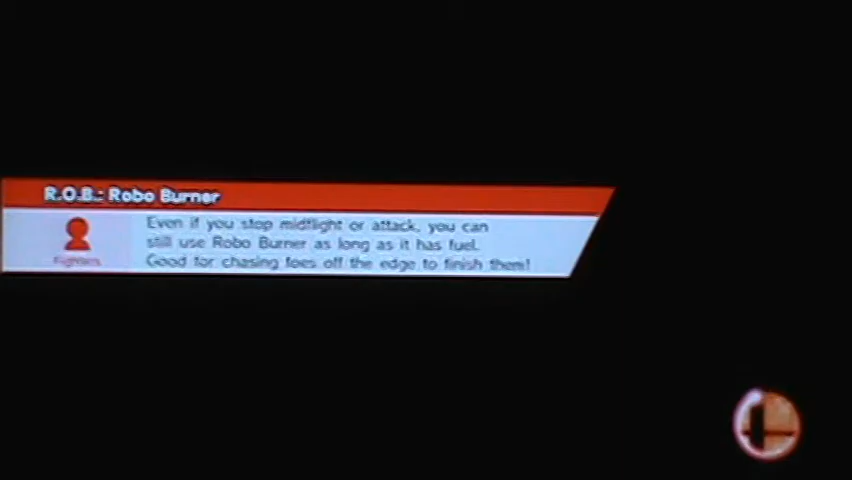 R.O.B.: Robo Burner
Even if you stop midflight or attack, you can
still use Robo Burner as long as it has fuel.
Good for chasing foes off the edge to finish them!
Fighters